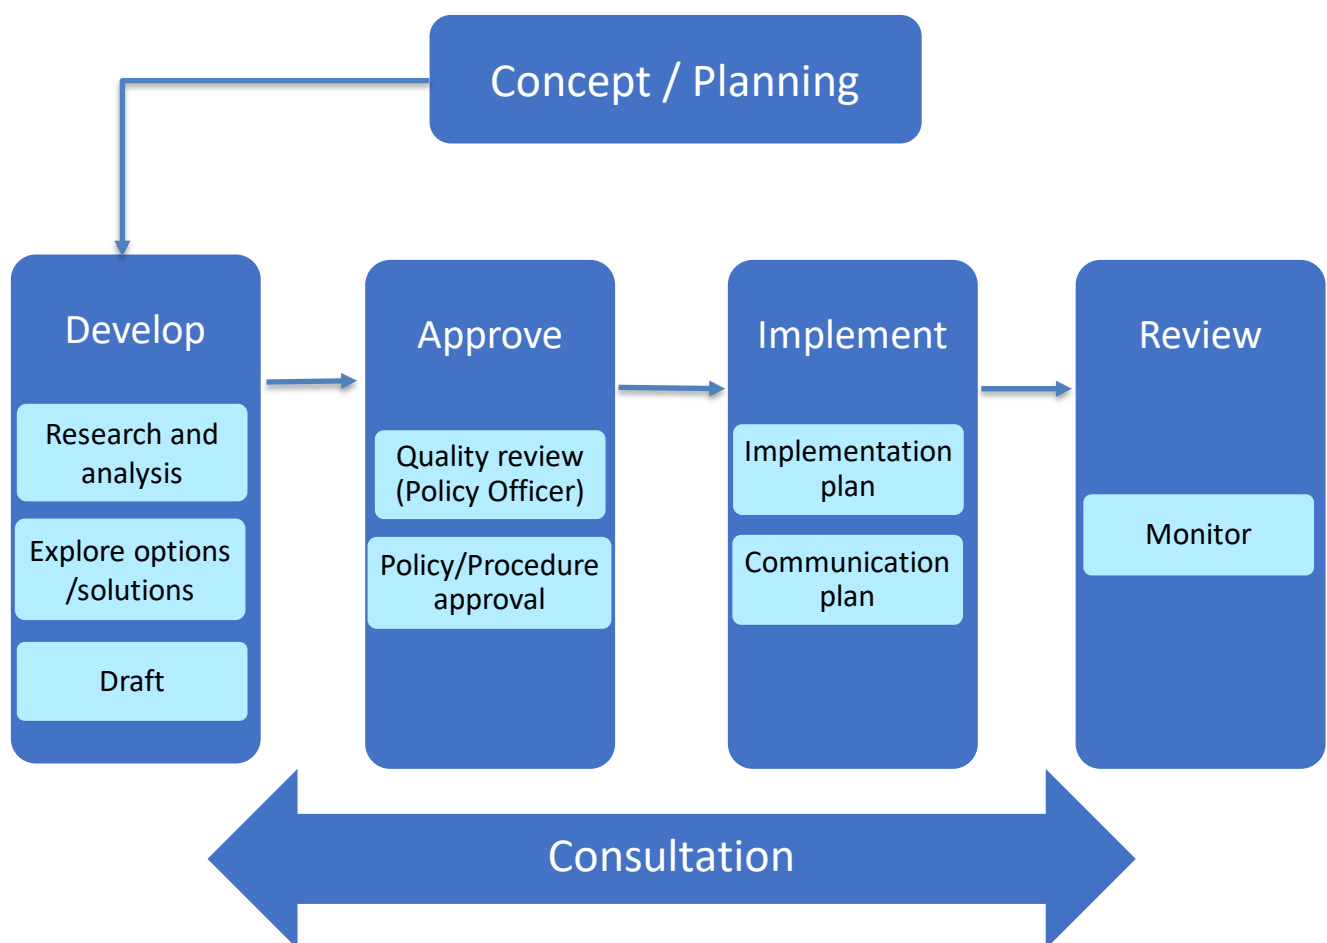 Concept / Planning
Develop
Research and
analysis
Explore options
/solutions
Draft
Approve
Quality review
(Policy Officer)
Policy/Procedure
approval
Implement
Implementation
plan
Communication
plan
Review
Monitor
Consultation